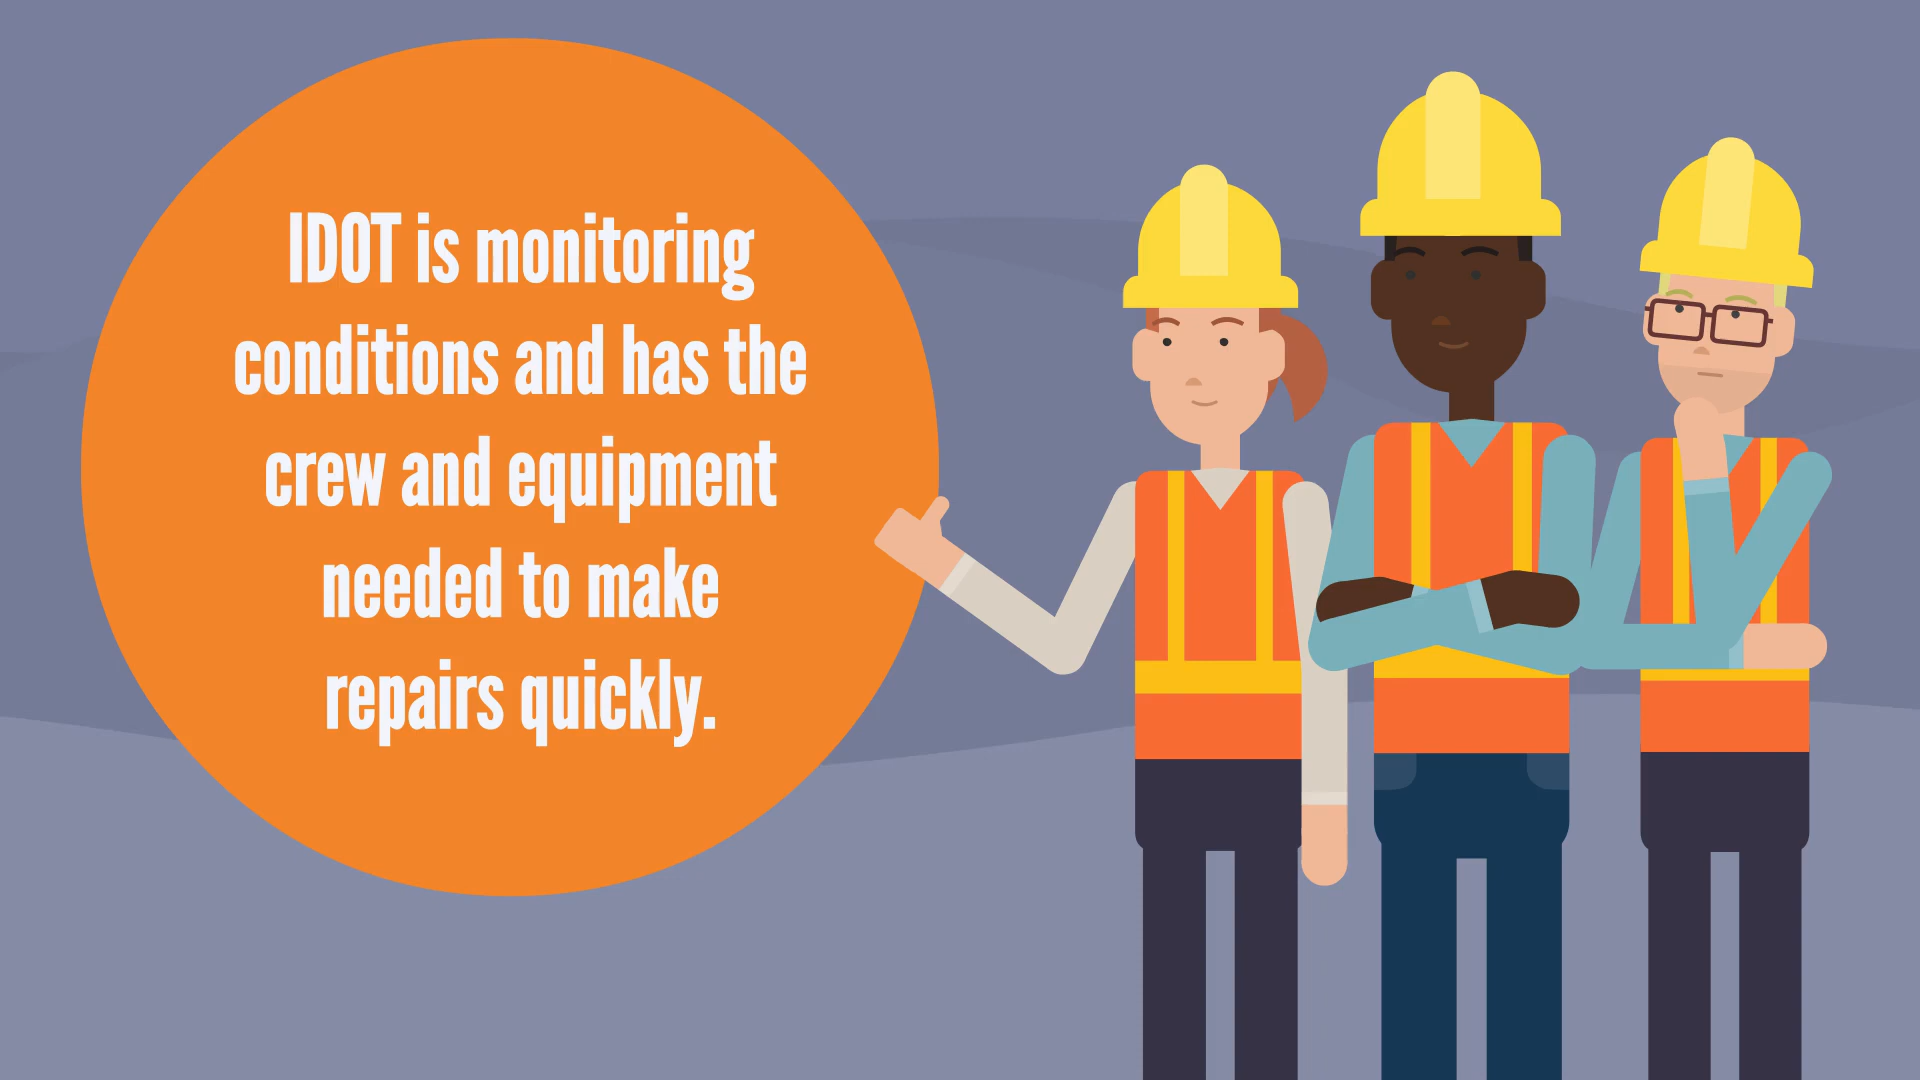 IDOT is monitoring
conditions and has the
crew and equipment
needed to make
repairs quickly.